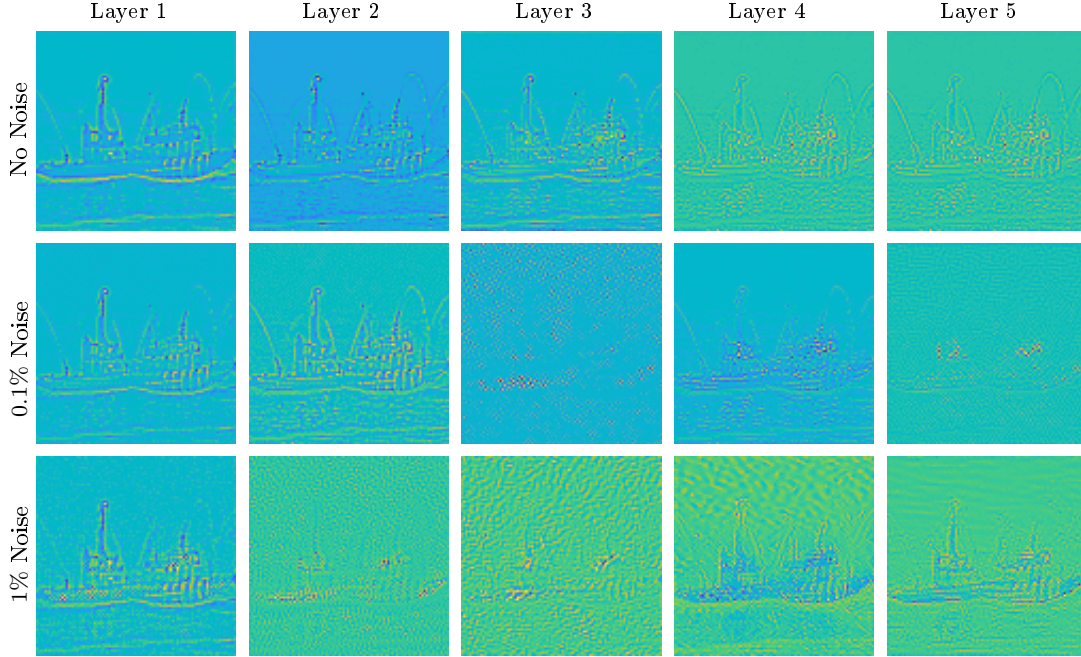 Layer 1
Layer 2
Layer 3
Layer 4
Layer 5
No Noise
0.1% Noise
1% Noise